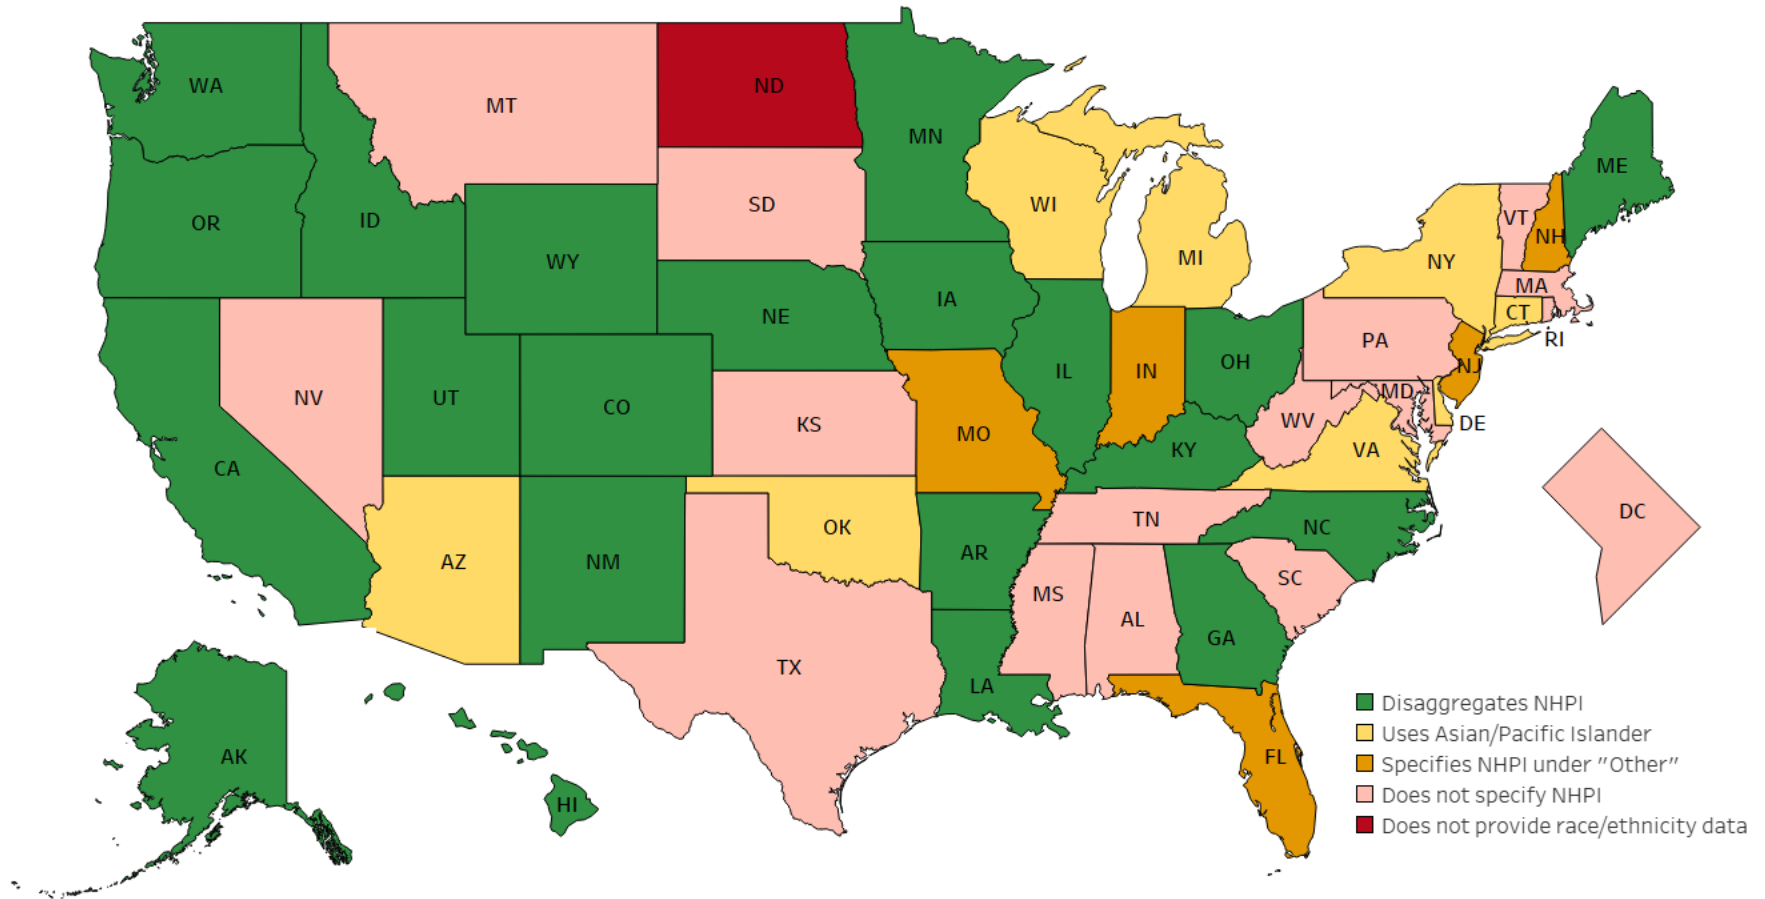 WA
MT
ND
MN
ME
OR
ID
SD
WI
VT
NH
WY
MI
NY
MA
NE
IA
CT
RI
NV
UT
CO
KS
IL
IN
OH
PA
NJ
MD
DE
CA
MO
KY
WV
VA
AZ
NM
OK
AR
TN
NC
DC
MS
AL
GA
SC
TX
LA
FL
AK
HI
Disaggregates NHPI
Uses Asian/Pacific Islander
Specifies NHPI under "Other"
Does not specify NHPI
Does not provide race/ethnicity data